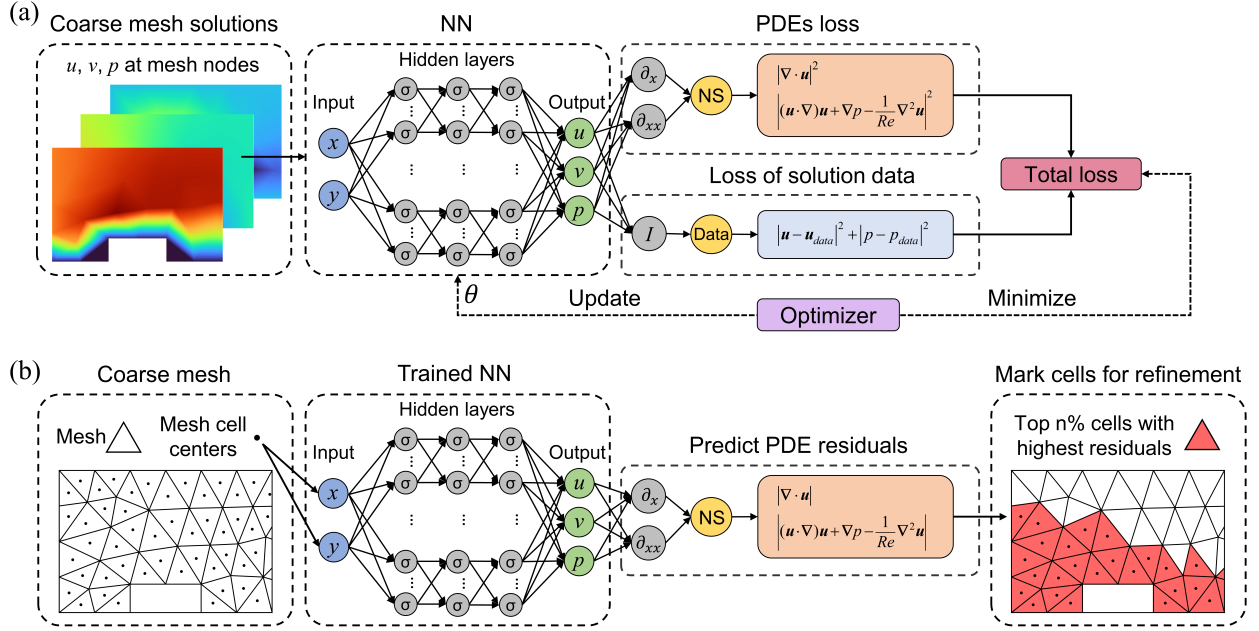 (a)
Coarse mesh solutions
u, v, p at mesh nodes
NN
Hidden layers
Input
Output
x
y
σ σ σ
⋮ ⋮ ⋮
σ σ σ
⋮ ⋮ ⋮
σ σ σ
⋮ ⋮ ⋮
σ σ σ
u
v
p
PDEs loss
∂x
∂xx
NS
|∇ · u|²
|(u·∇)u + ∇p − 1/Re ∇²u|²
Loss of solution data
I
Data
|u − u_data|² + |p − p_data|²
Total loss
θ
Update
Optimizer
Minimize
(b)
Coarse mesh
Mesh
Mesh cell
centers
Trained NN
Hidden layers
Input
Output
x
y
σ σ σ
⋮ ⋮ ⋮
σ σ σ
⋮ ⋮ ⋮
σ σ σ
⋮ ⋮ ⋮
σ σ σ
u
v
p
Predict PDE residuals
∂x
∂xx
NS
|∇ · u|
|(u·∇)u + ∇p − 1/Re ∇²u|
Mark cells for refinement
Top n% cells with
highest residuals